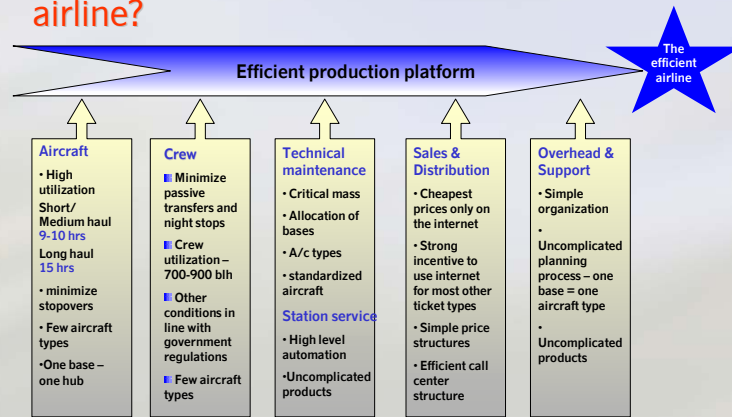 airline?
Efficient production platform
The
efficient
airline
Aircraft
• High
utilization
Short/
Medium haul
9-10 hrs
Long haul
15 hrs
• minimize
stopovers
• Few aircraft
types
•One base –
one hub
Crew
Minimize
passive
transfers and
night stops
Crew
utilization –
700-900 blh
Other
conditions in
line with
government
regulations
Few aircraft
types
Technical
maintenance
• Critical mass
• Allocation of
bases
• A/c types
• standardized
aircraft
Station service
• High level
automation
•Uncomplicated
products
Sales &
Distribution
• Cheapest
prices only on
the internet
• Strong
incentive to
use internet
for most other
ticket types
• Simple price
structures
• Efficient call
center
structure
Overhead &
Support
• Simple
organization
•
Uncomplicated
planning
process – one
base = one
aircraft type
•
Uncomplicated
products